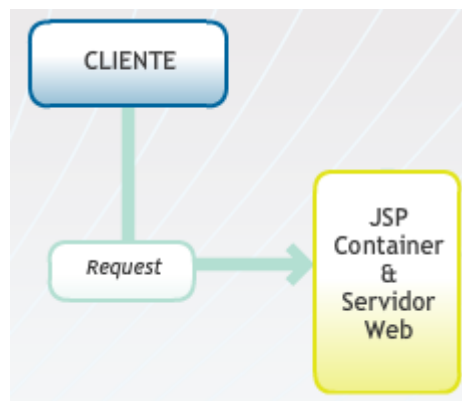 CLIENTE
Request
JSP
Container
&
Servidor
Web